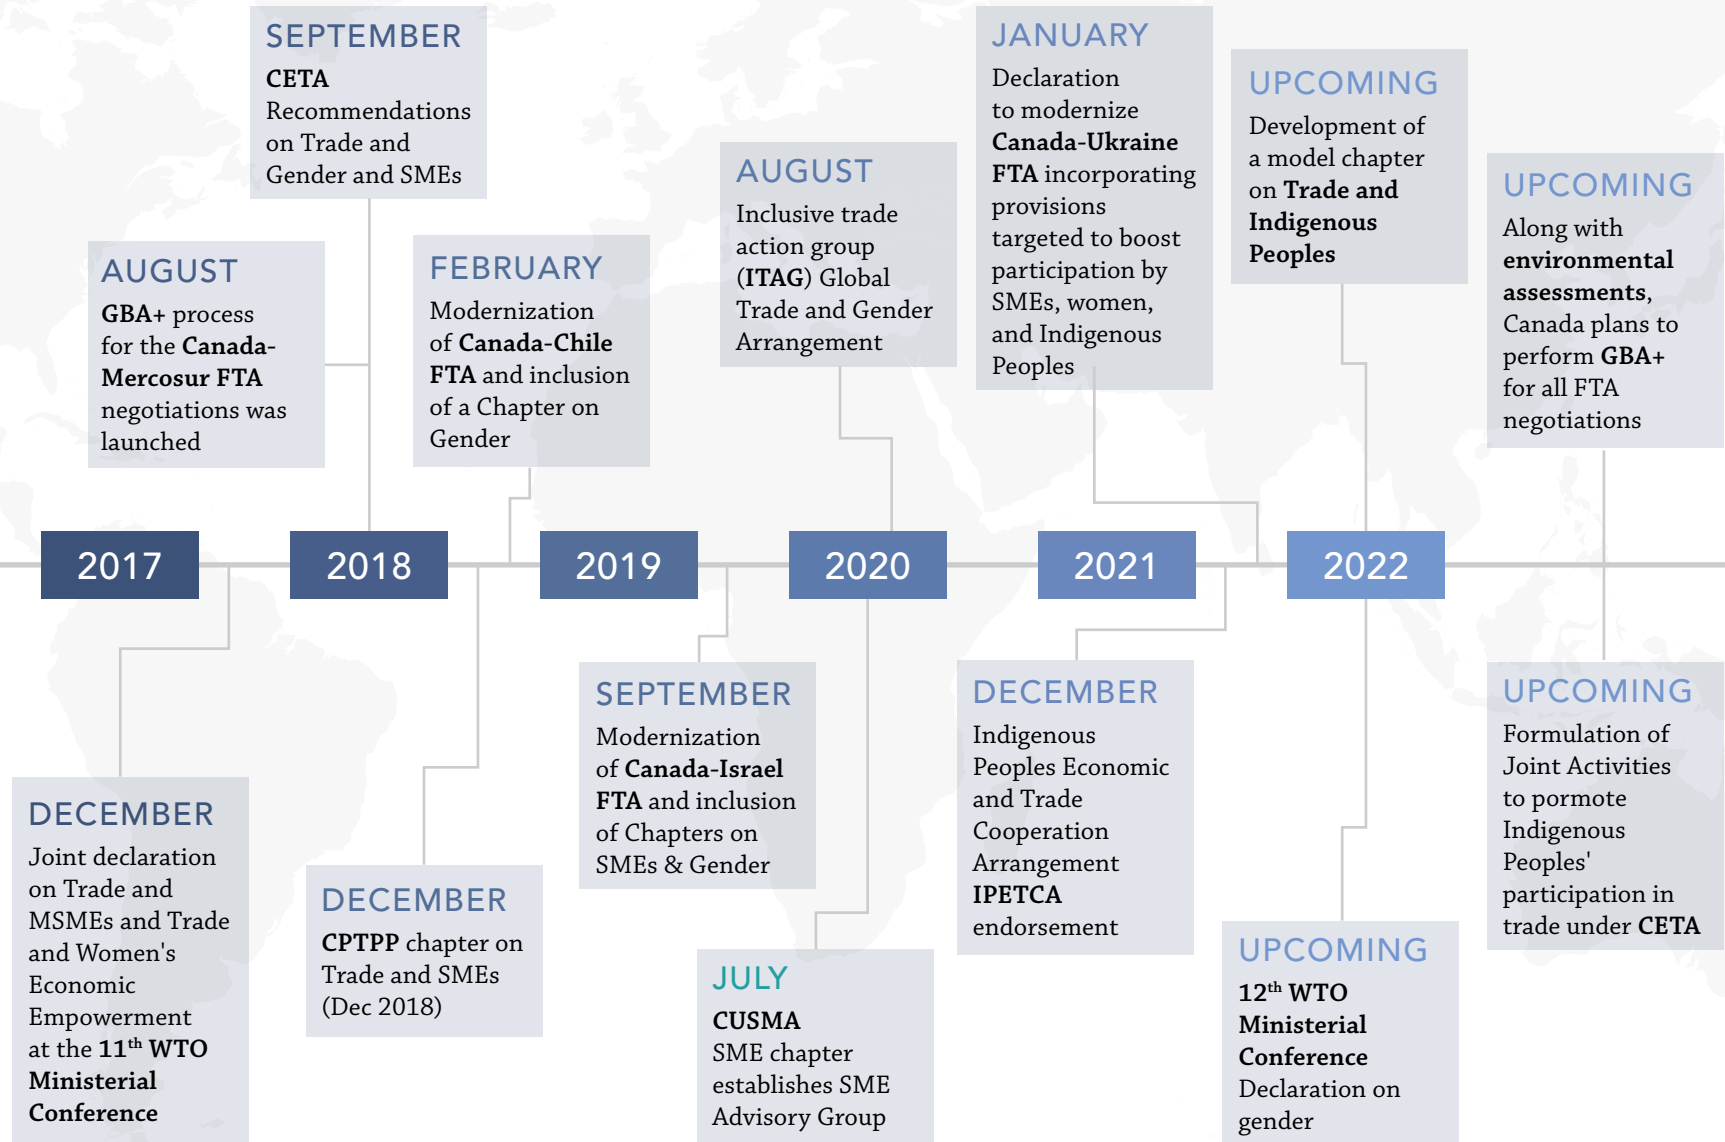 SEPTEMBER
CETA
Recommendations
on Trade and
Gender and SMEs
AUGUST
GBA+ process
for the Canada-
Mercosur FTA
negotiations was
launched
FEBRUARY
Modernization
of Canada-Chile
FTA and inclusion
of a Chapter on
Gender
AUGUST
Inclusive trade
action group
(ITAG) Global
Trade and Gender
Arrangement
JANUARY
Declaration
to modernize
Canada-Ukraine
FTA incorporating
provisions
targeted to boost
participation by
SMEs, women,
and Indigenous
Peoples
UPCOMING
Development of
a model chapter
on Trade and
Indigenous
Peoples
UPCOMING
Along with
environmental
assessments,
Canada plans to
perform GBA+
for all FTA
negotiations
2017
2018
2019
2020
2021
2022
DECEMBER
Joint declaration
on Trade and
MSMEs and Trade
and Women's
Economic
Empowerment
at the 11th WTO
Ministerial
Conference
DECEMBER
CPTPP chapter on
Trade and SMEs
(Dec 2018)
SEPTEMBER
Modernization
of Canada-Israel
FTA and inclusion
of Chapters on
SMEs & Gender
JULY
CUSMA
SME chapter
establishes SME
Advisory Group
DECEMBER
Indigenous
Peoples Economic
and Trade
Cooperation
Arrangement
IPETCA
endorsement
UPCOMING
12th WTO
Ministerial
Conference
Declaration on
gender
UPCOMING
Formulation of
Joint Activities
to pormote
Indigenous
Peoples'
participation in
trade under CETA